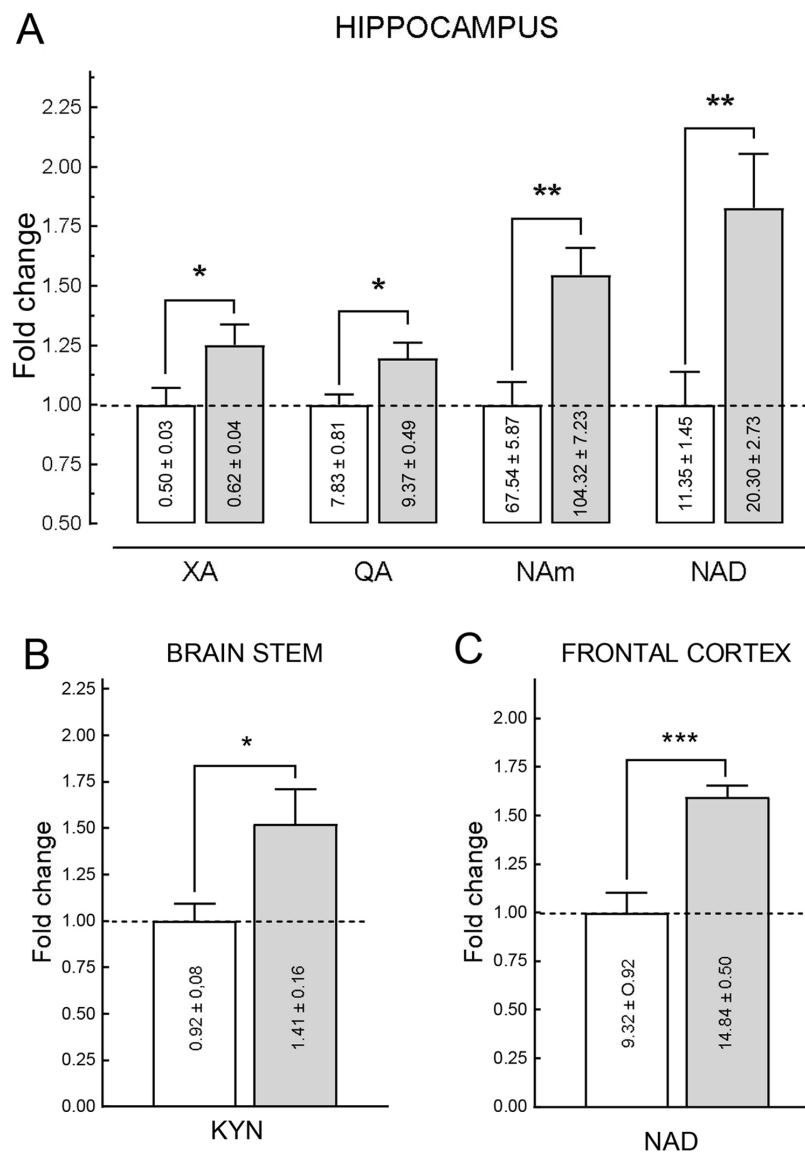 A
HIPPOCAMPUS
Fold change
2.25
2.00
1.75
1.50
1.25
1.00
0.75
0.50
*
*
**
**
0.50 ± 0.03
0.62 ± 0.04
7.83 ± 0.81
9.37 ± 0.49
67.54 ± 5.87
104.32 ± 7.23
11.35 ± 1.45
20.30 ± 2.73
XA
QA
NAm
NAD
B
BRAIN STEM
Fold change
2.25
2.00
1.75
1.50
1.25
1.00
0.75
0.50
0.25
0.00
*
0.92 ± 0,08
1.41 ± 0.16
KYN
C
FRONTAL CORTEX
Fold change
2.00
1.75
1.50
1.25
1.00
0.75
0.50
0.25
0.00
***
9.32 ± O.92
14.84 ± 0.50
NAD